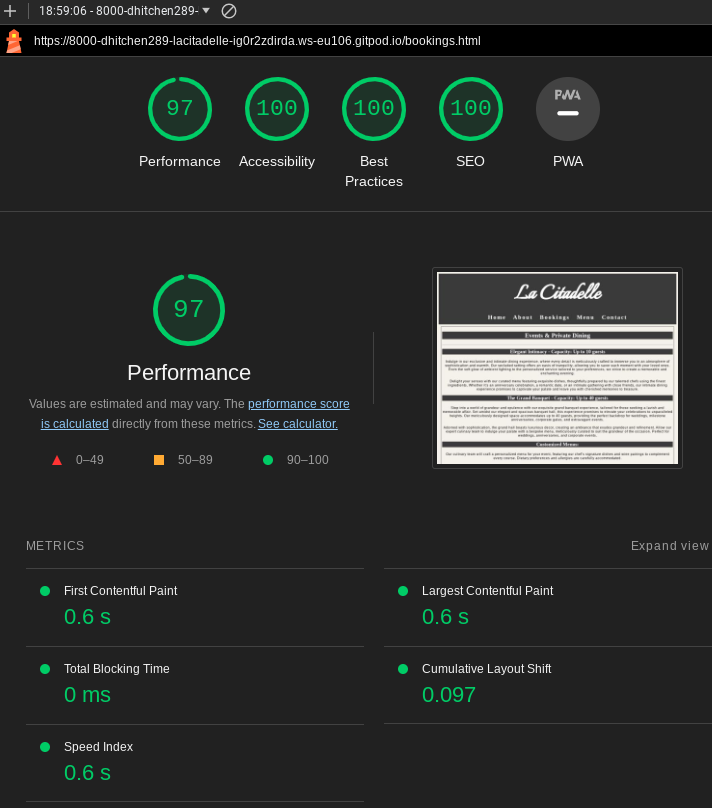 18:59:06 - 8000-dhitchen289-
https://8000-dhitchen289-lacitadelle-ig0r2zdirda.ws-eu106.gitpod.io/bookings.html
97
100
100
100
PWA
Performance
Accessibility
Best
Practices
SEO
PWA
97
Performance
Values are estimated and may vary. The performance score
is calculated directly from these metrics. See calculator.
0–49
50–89
90–100
La Citadelle
Home About Bookings Menu Contact
Events & Private Dining
Elegant Intimacy - Capacity: Up to 10 guests
The Grand Banquet - Capacity: Up to 40 guests
Customised Menus:
METRICS
Expand view
First Contentful Paint
0.6 s
Largest Contentful Paint
0.6 s
Total Blocking Time
0 ms
Cumulative Layout Shift
0.097
Speed Index
0.6 s